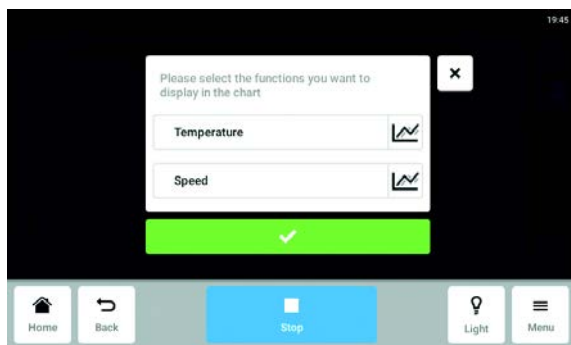 19:45
Please select the functions you want to
display in the chart
Temperature
Speed
Home
Back
Stop
Light
Menu